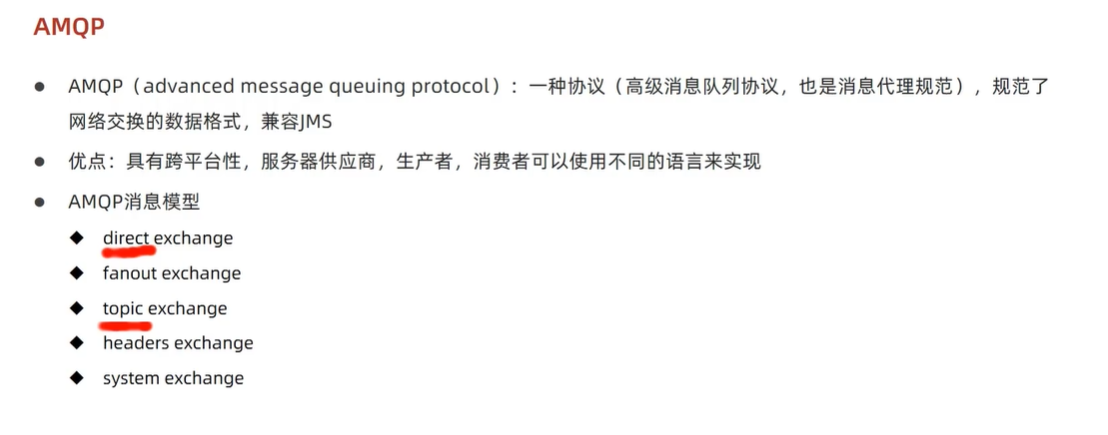 AMQP
● AMQP（advanced message queuing protocol）：一种协议（高级消息队列协议，也是消息代理规范），规范了
网络交换的数据格式，兼容JMS
● 优点：具有跨平台性，服务器供应商，生产者，消费者可以使用不同的语言来实现
● AMQP消息模型
◆ direct exchange
◆ fanout exchange
◆ topic exchange
◆ headers exchange
◆ system exchange